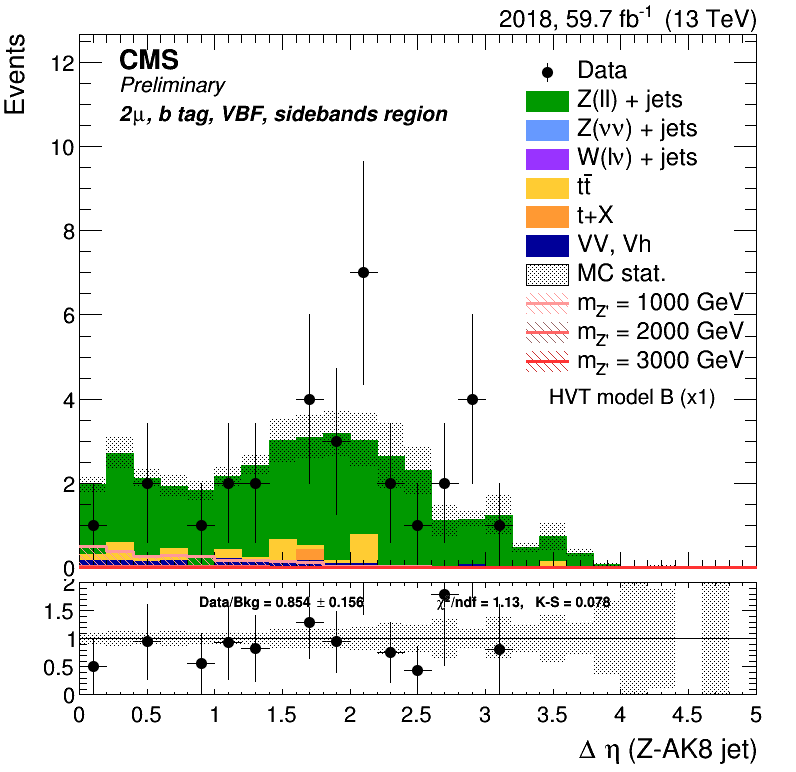 2018, 59.7 fb⁻¹ (13 TeV)
Events
CMS
Preliminary
2μ, b tag, VBF, sidebands region
Data
Z(ll) + jets
Z(νν) + jets
W(lν) + jets
tt̄
t+X
VV, Vh
MC stat.
m_Z' = 1000 GeV
m_Z' = 2000 GeV
m_Z' = 3000 GeV
HVT model B (x1)
12
10
8
6
4
2
0
Data/Bkg = 0.854 ± 0.156
χ²/ndf = 1.13, K-S = 0.078
2
1.5
1
0.5
0
0 0.5 1 1.5 2 2.5 3 3.5 4 4.5 5
Δ η (Z-AK8 jet)